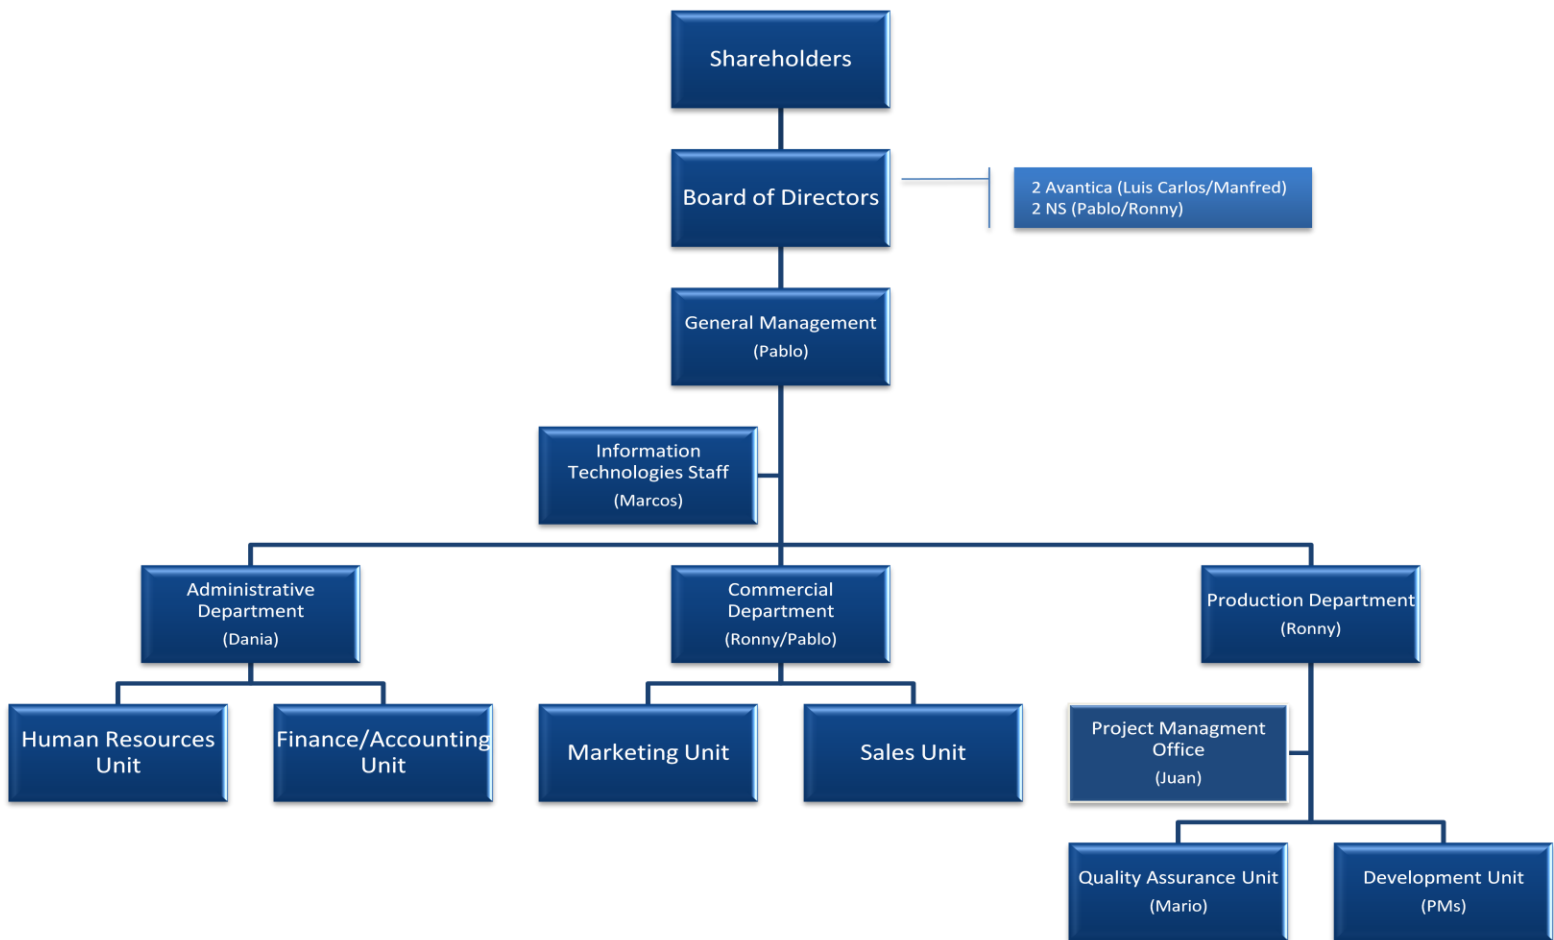 Shareholders
Board of Directors
2 Avantica (Luis Carlos/Manfred)
2 NS (Pablo/Ronny)
General Management
(Pablo)
Information
Technologies Staff
(Marcos)
Administrative
Department
(Dania)
Commercial
Department
(Ronny/Pablo)
Production Department
(Ronny)
Human Resources
Unit
Finance/Accounting
Unit
Marketing Unit
Sales Unit
Project Managment
Office
(Juan)
Quality Assurance Unit
(Mario)
Development Unit
(PMs)